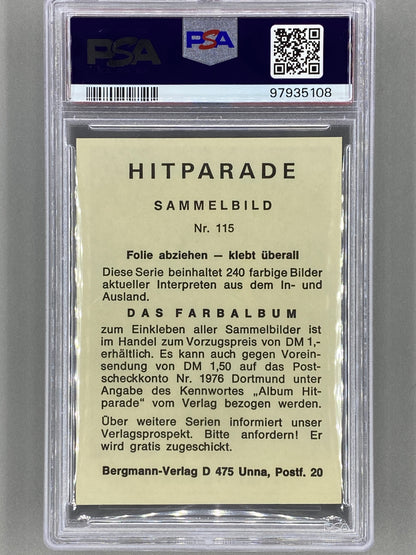 PSA PSA
97935108
HITPARADE
SAMMELBILD
Nr. 115
Folie abziehen — klebt überall
Diese Serie beinhaltet 240 farbige Bilder
aktueller Interpreten aus dem In- und
Ausland.
DAS FARBALBUM
zum Einkleben aller Sammelbilder ist
im Handel zum Vorzugspreis von DM 1,-
erhältlich. Es kann auch gegen Vorein-
sendung von DM 1,50 auf das Post-
scheckkonto Nr. 1976 Dortmund unter
Angabe des Kennwortes „Album Hit-
parade" vom Verlag bezogen werden.
Über weitere Serien informiert unser
Verlagsprospekt. Bitte anfordern! Er
wird gratis zugeschickt.
Bergmann-Verlag D 475 Unna, Postf. 20
PSA